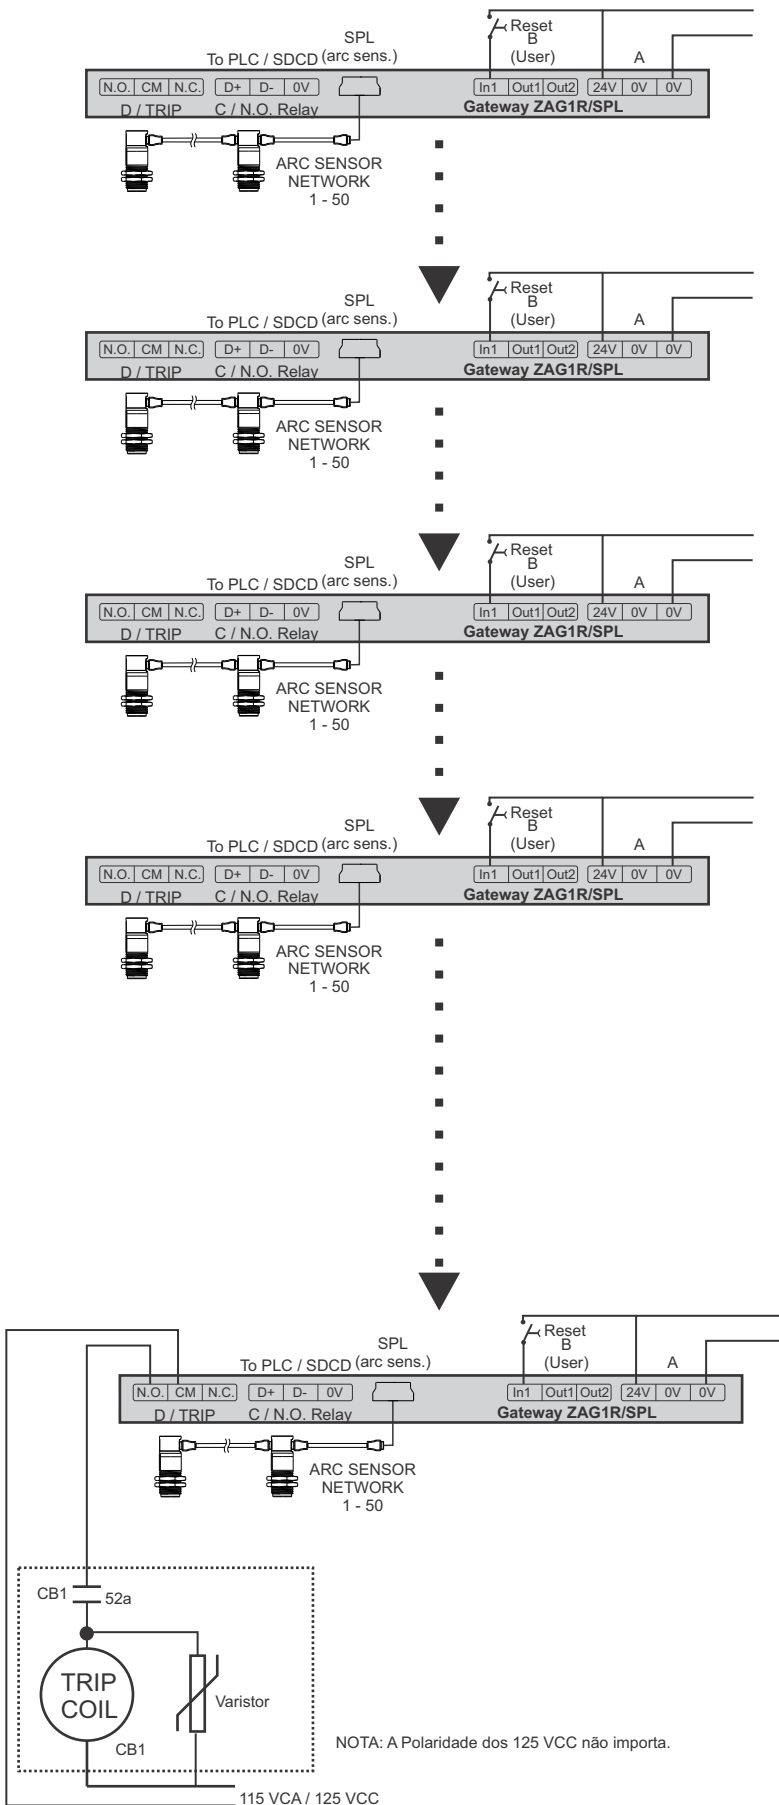 SPL
To PLC / SDCD (arc sens.)
Reset
B
(User)
A
N.O. CM N.C. D+ D- 0V In1 Out1 Out2 24V 0V 0V
D / TRIP C / N.O. Relay Gateway ZAG1R/SPL
ARC SENSOR
NETWORK
1 - 50
SPL
To PLC / SDCD (arc sens.)
Reset
B
(User)
A
N.O. CM N.C. D+ D- 0V In1 Out1 Out2 24V 0V 0V
D / TRIP C / N.O. Relay Gateway ZAG1R/SPL
ARC SENSOR
NETWORK
1 - 50
SPL
To PLC / SDCD (arc sens.)
Reset
B
(User)
A
N.O. CM N.C. D+ D- 0V In1 Out1 Out2 24V 0V 0V
D / TRIP C / N.O. Relay Gateway ZAG1R/SPL
ARC SENSOR
NETWORK
1 - 50
SPL
To PLC / SDCD (arc sens.)
Reset
B
(User)
A
N.O. CM N.C. D+ D- 0V In1 Out1 Out2 24V 0V 0V
D / TRIP C / N.O. Relay Gateway ZAG1R/SPL
ARC SENSOR
NETWORK
1 - 50
SPL
To PLC / SDCD (arc sens.)
Reset
B
(User)
A
N.O. CM N.C. D+ D- 0V In1 Out1 Out2 24V 0V 0V
D / TRIP C / N.O. Relay Gateway ZAG1R/SPL
ARC SENSOR
NETWORK
1 - 50
CB1 52a
TRIP
COIL
Varistor
CB1
NOTA: A Polaridade dos 125 VCC não importa.
115 VCA / 125 VCC